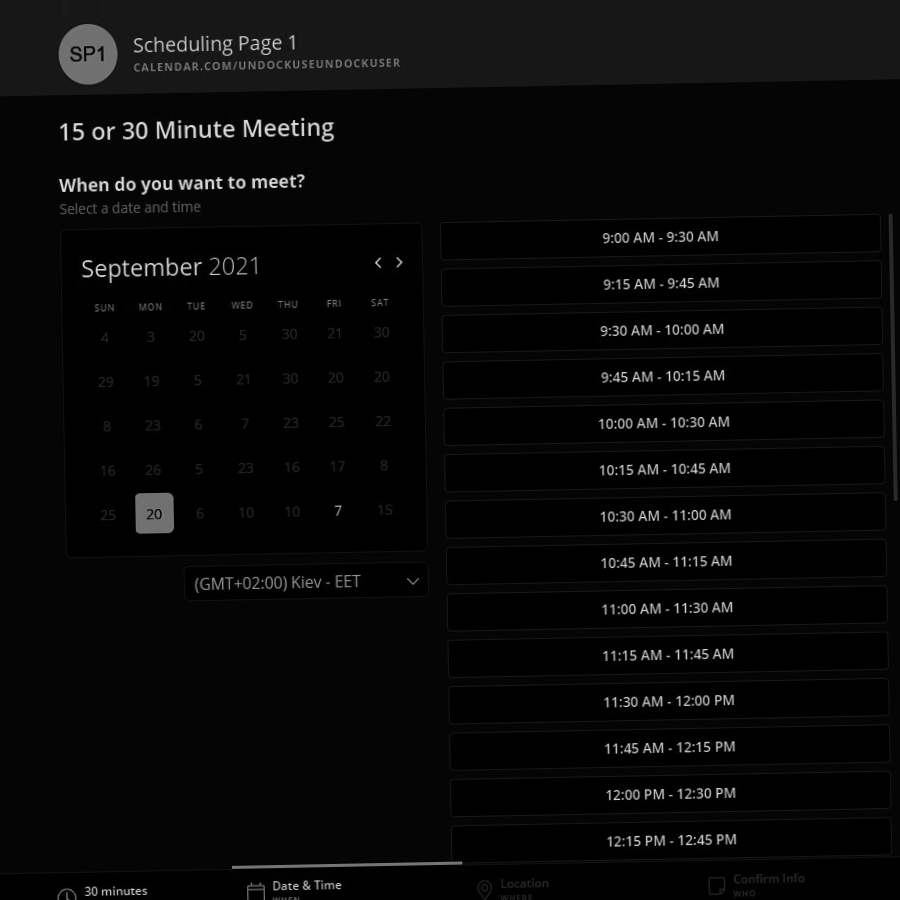 SP1
Scheduling Page 1
CALENDAR.COM/UNDOCKUSEUNDOCKUSER
15 or 30 Minute Meeting
When do you want to meet?
Select a date and time
September 2021
SUN MON TUE WED THU FRI SAT
4 3 20 5 30 21 30
29 19 5 21 30 20 20
8 23 6 7 23 25 22
16 26 5 23 16 17 8
25 20 6 10 10 7 15
(GMT+02:00) Kiev - EET
9:00 AM - 9:30 AM
9:15 AM - 9:45 AM
9:30 AM - 10:00 AM
9:45 AM - 10:15 AM
10:00 AM - 10:30 AM
10:15 AM - 10:45 AM
10:30 AM - 11:00 AM
10:45 AM - 11:15 AM
11:00 AM - 11:30 AM
11:15 AM - 11:45 AM
11:30 AM - 12:00 PM
11:45 AM - 12:15 PM
12:00 PM - 12:30 PM
12:15 PM - 12:45 PM
30 minutes
Date & Time
WHEN
Location
WHERE
Confirm Info
WHO